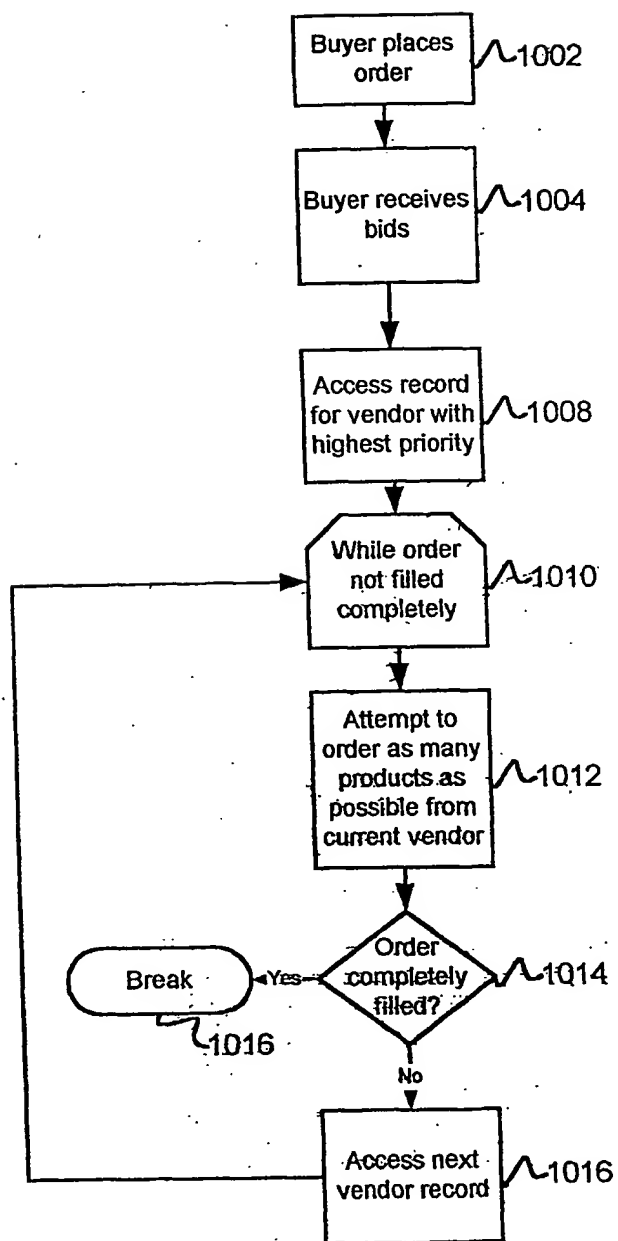 Buyer places
order
1002
Buyer receives
bids
1004
Access record
for vendor with
highest priority
1008
While order
not filled
completely
1010
Attempt to
order as many
products as
possible from
current vendor
1012
Order
completely
filled?
1014
Yes
Break
1016
No
Access next
vendor record
1016